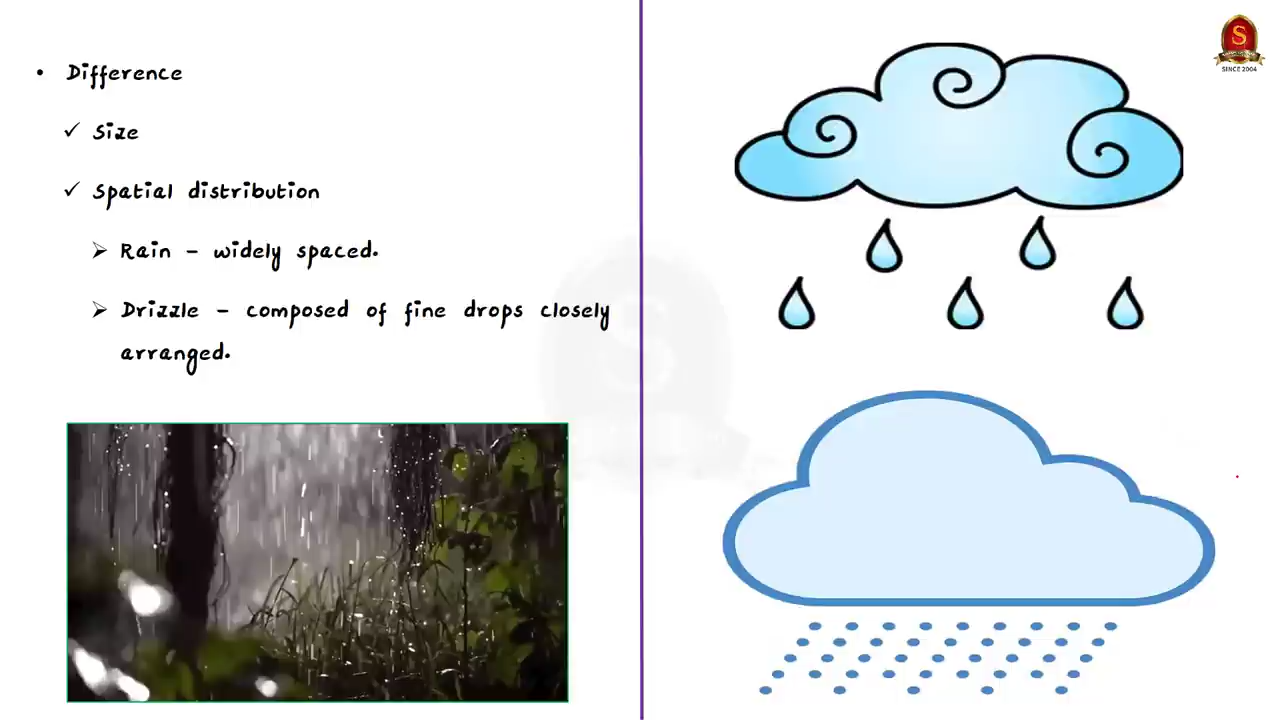 • Difference
✓ Size
✓ Spatial distribution
➢ Rain – widely spaced.
➢ Drizzle – composed of fine drops closely
arranged.
S
SINCE 2004